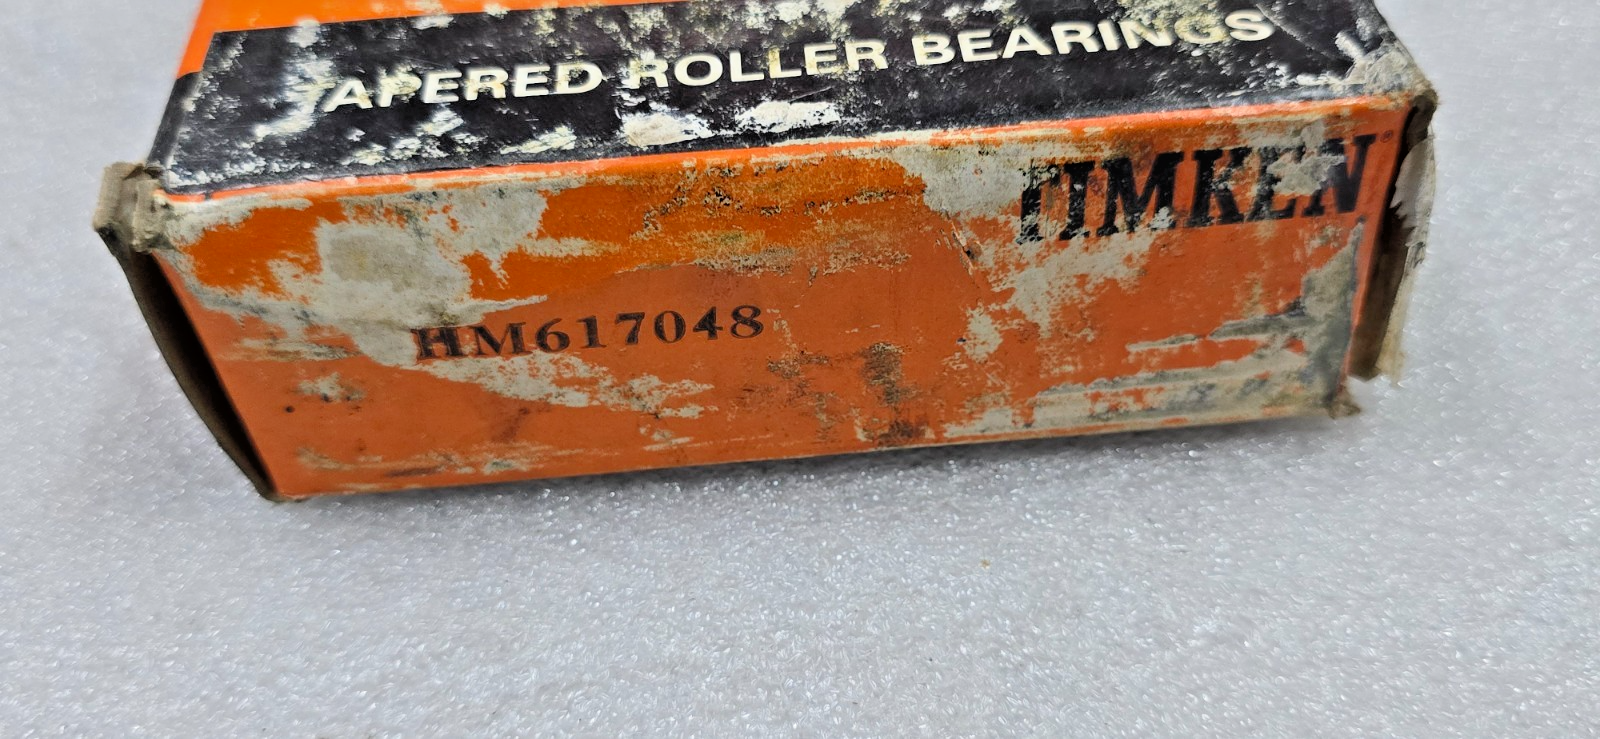 TAPERED ROLLER BEARINGS
TIMKEN®
HM617048